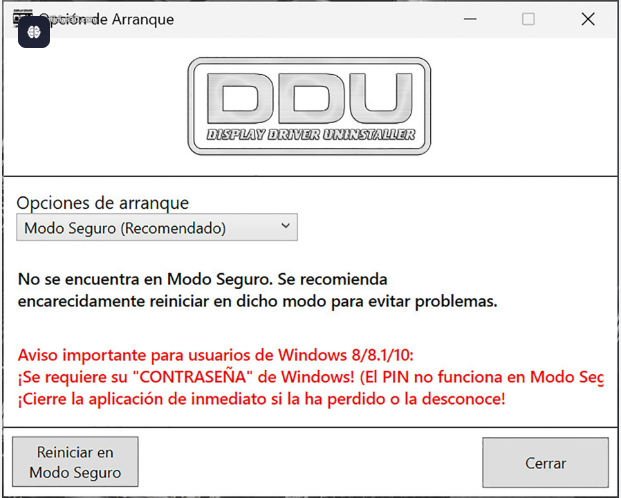 Opción de Arranque
DDU
DISPLAY DRIVER UNINSTALLER
Opciones de arranque
Modo Seguro (Recomendado)
No se encuentra en Modo Seguro. Se recomienda
encarecidamente reiniciar en dicho modo para evitar problemas.
Aviso importante para usuarios de Windows 8/8.1/10:
¡Se requiere su "CONTRASEÑA" de Windows! (El PIN no funciona en Modo Seg
¡Cierre la aplicación de inmediato si la ha perdido o la desconoce!
Reiniciar en
Modo Seguro
Cerrar